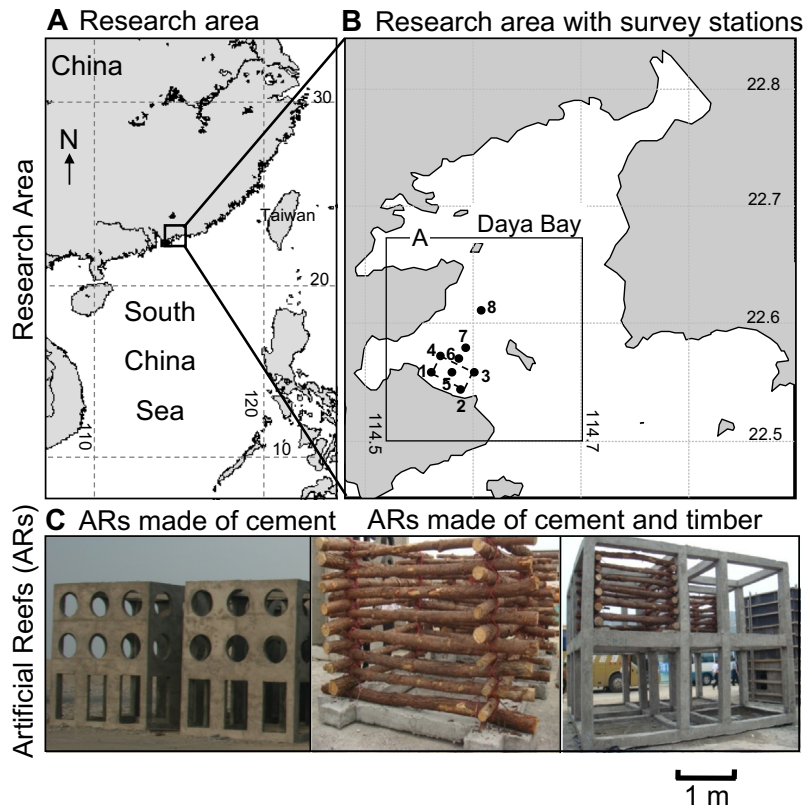 A Research area
B Research area with survey stations
Research Area
China
N
30
Taiwan
20
South
China
Sea
110
120
10
22.8
22.7
A
Daya Bay
8
22.6
7
4
6
1
5
3
2
114.5
114.7
22.5
C ARs made of cement
ARs made of cement and timber
Artificial Reefs (ARs)
1 m